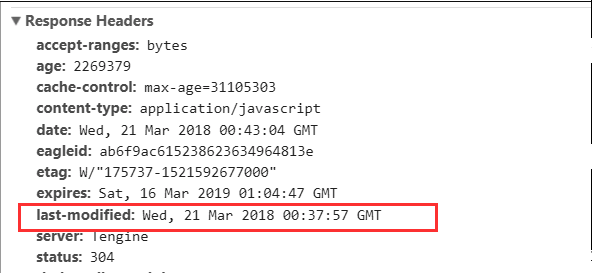 Response Headers
accept-ranges: bytes
age: 2269379
cache-control: max-age=31105303
content-type: application/javascript
date: Wed, 21 Mar 2018 00:43:04 GMT
eagleid: ab6f9ac615238623634964813e
etag: W/"175737-1521592677000"
expires: Sat, 16 Mar 2019 01:04:47 GMT
last-modified: Wed, 21 Mar 2018 00:37:57 GMT
server: Tengine
status: 304